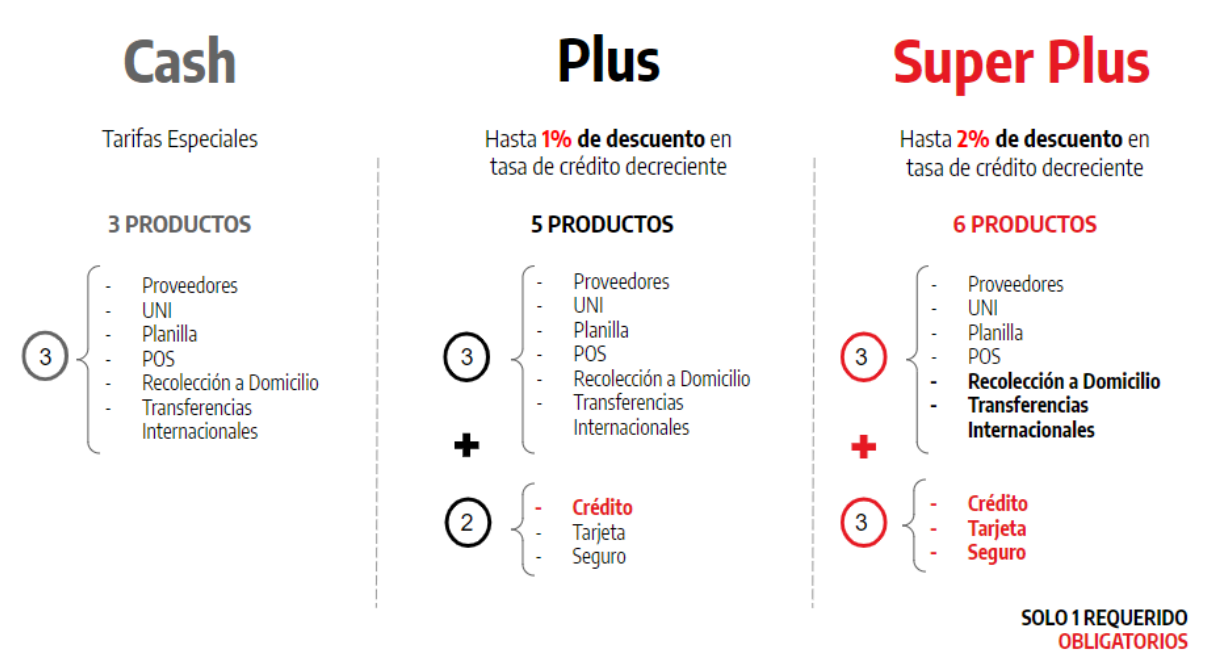 Cash
Tarifas Especiales
3 PRODUCTOS
3
- Proveedores
- UNI
- Planilla
- POS
- Recolección a Domicilio
- Transferencias
Internacionales
Plus
Hasta 1% de descuento en
tasa de crédito decreciente
5 PRODUCTOS
3
- Proveedores
- UNI
- Planilla
- POS
- Recolección a Domicilio
- Transferencias
Internacionales
+
2
- Crédito
- Tarjeta
- Seguro
Super Plus
Hasta 2% de descuento en
tasa de crédito decreciente
6 PRODUCTOS
3
- Proveedores
- UNI
- Planilla
- POS
- Recolección a Domicilio
- Transferencias
Internacionales
+
3
- Crédito
- Tarjeta
- Seguro
SOLO 1 REQUERIDO
OBLIGATORIOS